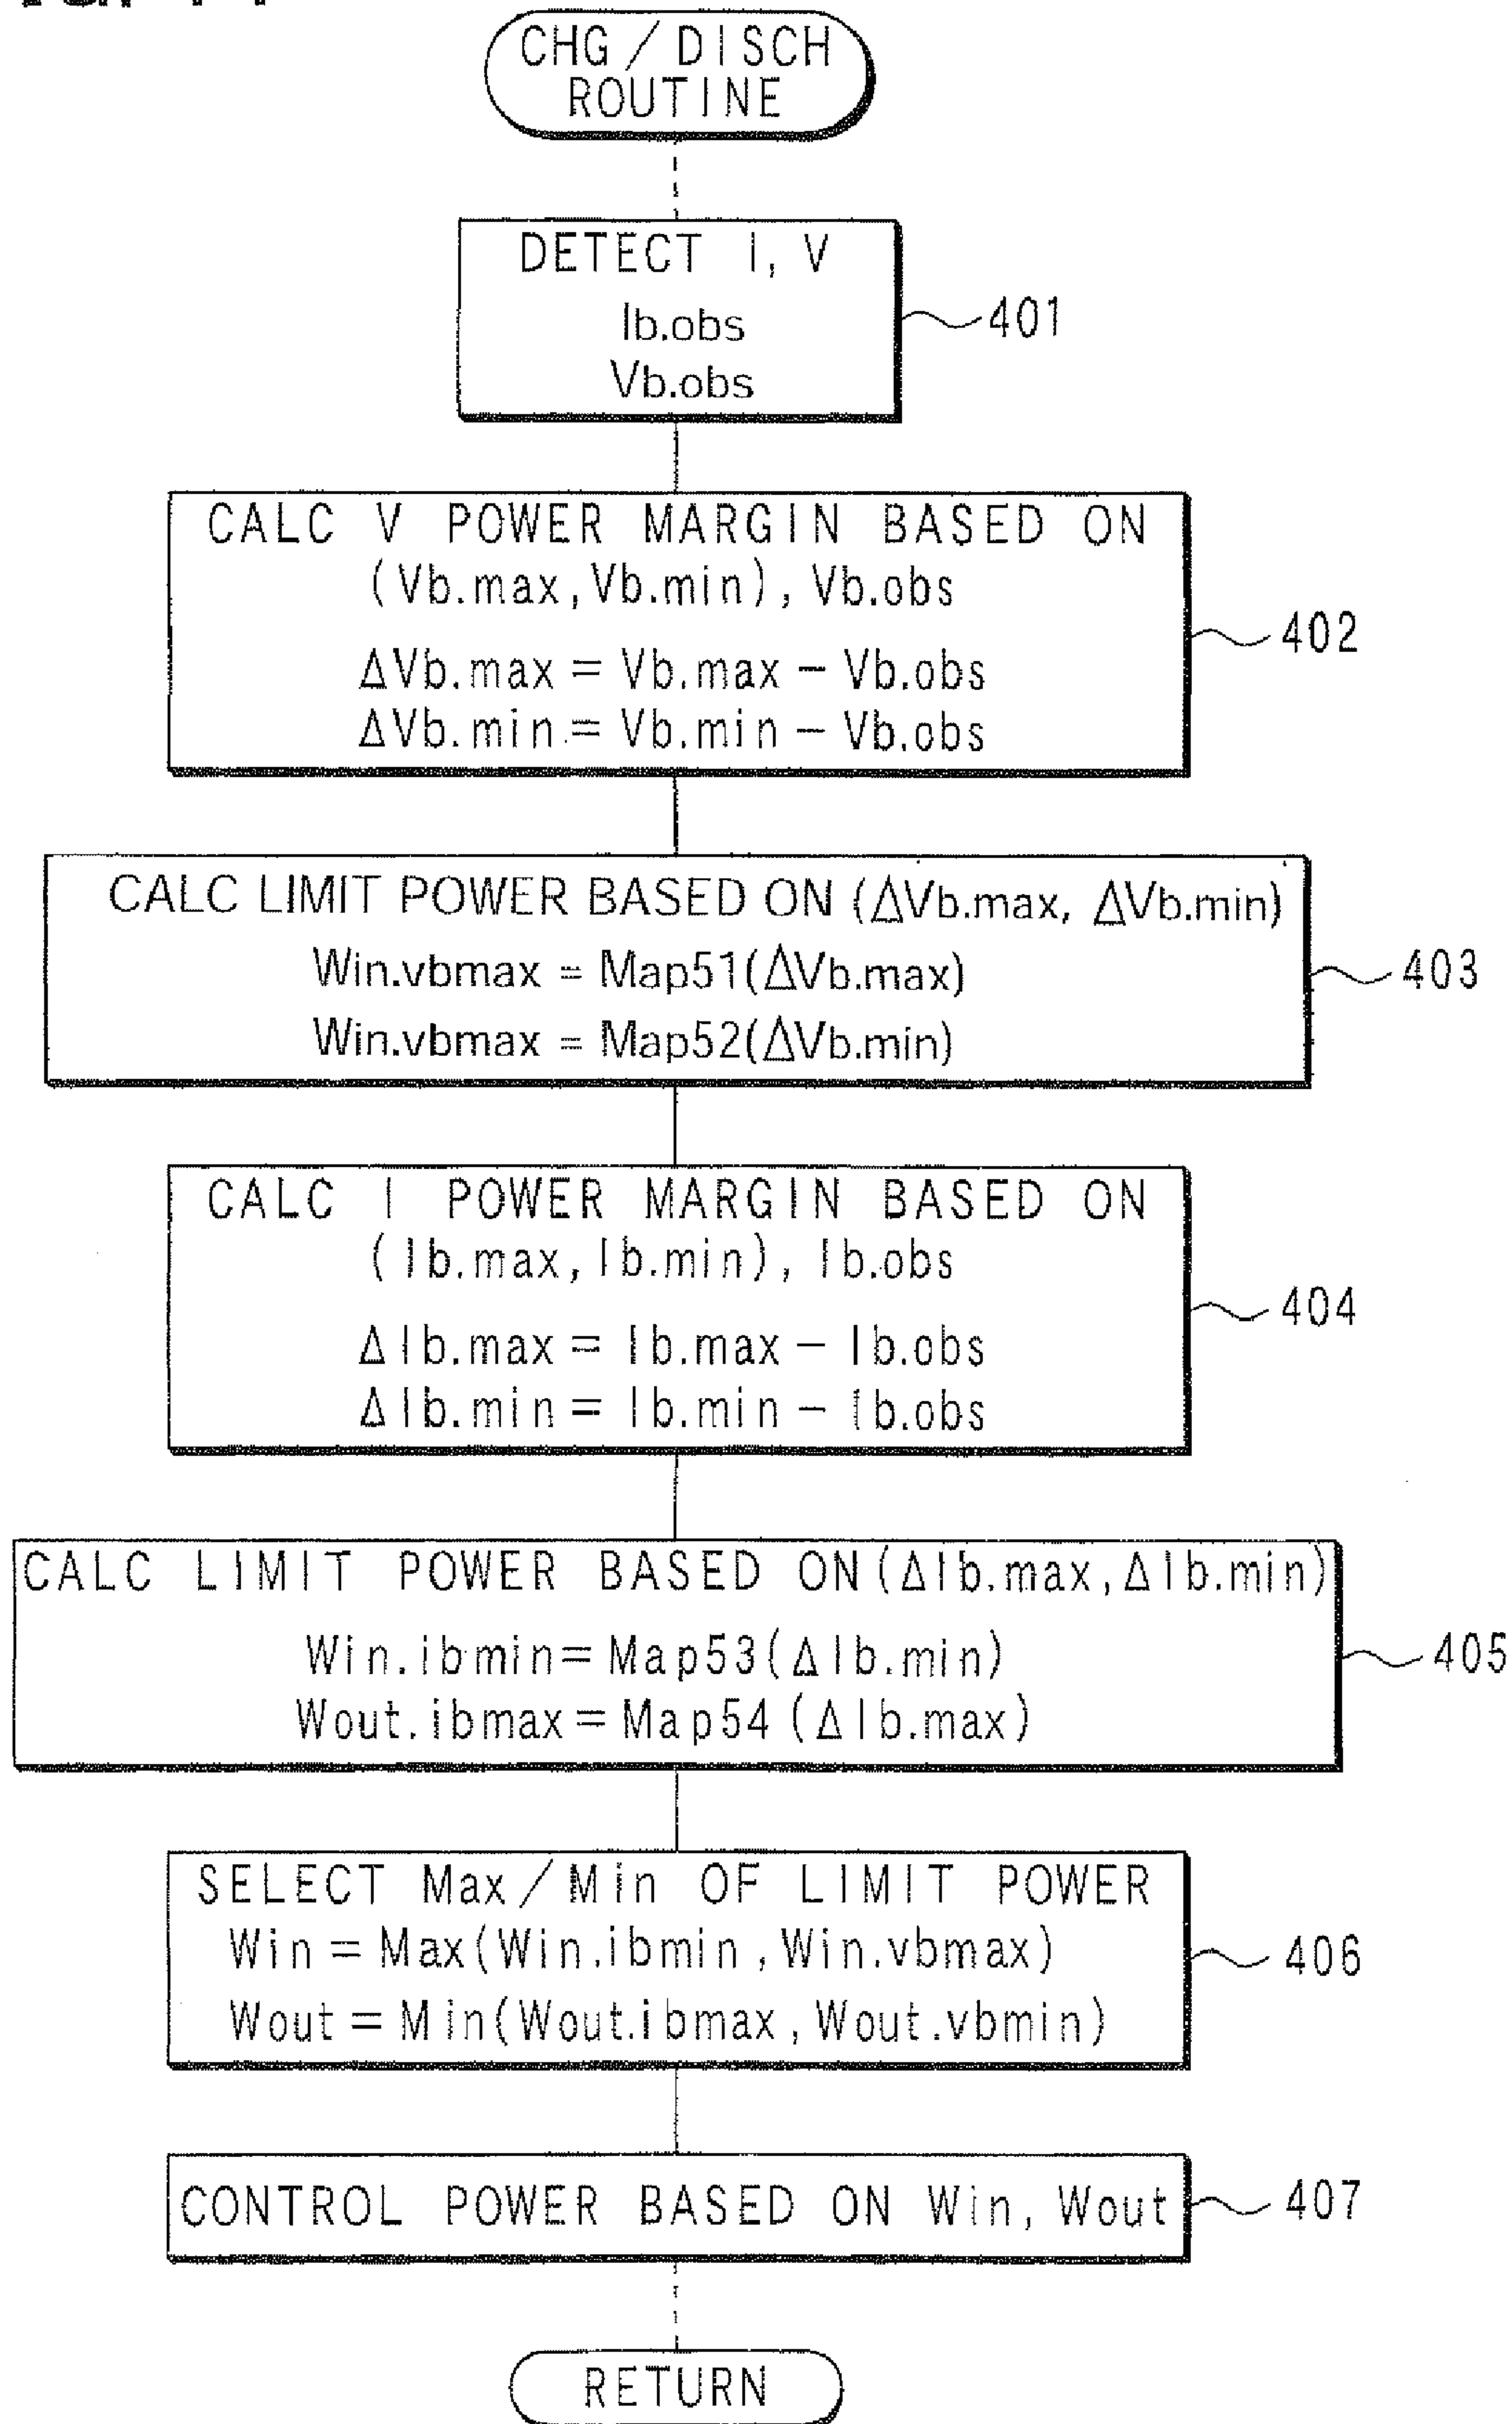 CHG / DISCH
ROUTINE
DETECT I, V
Ib.obs
Vb.obs
401
CALC V POWER MARGIN BASED ON
(Vb.max, Vb.min), Vb.obs
ΔVb.max = Vb.max − Vb.obs
ΔVb.min = Vb.min − Vb.obs
402
CALC LIMIT POWER BASED ON (ΔVb.max, ΔVb.min)
Win.vbmax = Map51(ΔVb.max)
Win.vbmax = Map52(ΔVb.min)
403
CALC I POWER MARGIN BASED ON
(Ib.max, Ib.min), Ib.obs
ΔIb.max = Ib.max − Ib.obs
ΔIb.min = Ib.min − Ib.obs
404
CALC LIMIT POWER BASED ON (ΔIb.max, ΔIb.min)
Win.ibmin = Map53(ΔIb.min)
Wout.ibmax = Map54 (ΔIb.max)
405
SELECT Max / Min OF LIMIT POWER
Win = Max(Win.ibmin, Win.vbmax)
Wout = Min(Wout.ibmax, Wout.vbmin)
406
CONTROL POWER BASED ON Win, Wout
407
RETURN